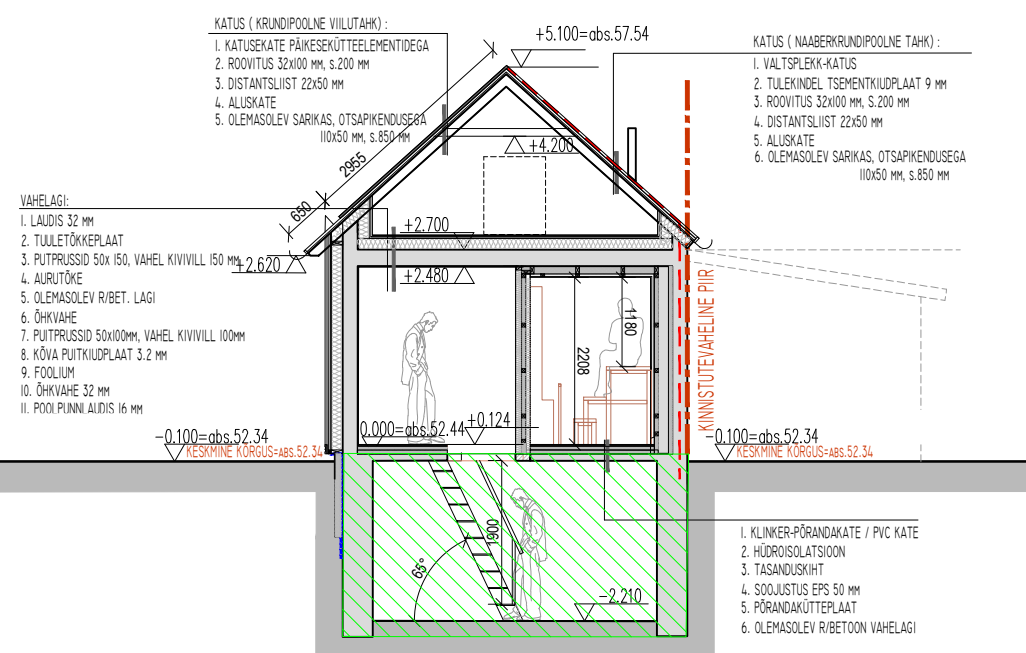 KATUS ( KRUNDIPOOLNE VIILUTAHK) :
1. KATUSEKATE PÄIKESEKÜTTEELEMENTIDEGA
2. ROOVITUS 32x100 MM, S.200 MM
3. DISTANTSLIIST 22x50 MM
4. ALUSKATE
5. OLEMASOLEV SARIKAS, OTSAPIKENDUSEGA
110x50 MM, S.850 MM
+5.100=abs.57.54
KATUS ( NAABERKRUNDIPOOLNE TAHK) :
1. VALTSPLEKK-KATUS
2. TULEKINDEL TSEMENTKIUDPLAAT 9 MM
3. ROOVITUS 32x100 MM, S.200 MM
4. DISTANTSLIIST 22x50 MM
5. ALUSKATE
6. OLEMASOLEV SARIKAS, OTSAPIKENDUSEGA
110x50 MM, S.850 MM
+4.200
2955
650
VAHELAGI:
1. LAUDIS 32 MM
2. TUULETÕKKEPLAAT
3. PUTPRUSSID 50x 150, VAHEL KIVIVILL 150 MM
4. AURUTÕKE
5. OLEMASOLEV R/BET. LAGI
6. ÕHKVAHE
7. PUITPRUSSID 50x100MM, VAHEL KIVIVILL 100MM
8. KÕVA PUITKIUDPLAAT 3.2 MM
9. FOOLIUM
10. ÕHKVAHE 32 MM
11. POOLPUNNLAUDIS 16 MM
+2.700
+2.620
+2.480
1180
2208
KINNISTUTEVAHELINE PIIR
0.000=abs.52.44
+0.124
-0.100=abs.52.34
KESKMINE KÕRGUS=ABS.52.34
-0.100=abs.52.34
KESKMINE KÕRGUS=ABS.52.34
1900
65°
-2.210
1. KLINKER-PÕRANDAKATE / PVC KATE
2. HÜDROISOLATSIOON
3. TASANDUSKIHT
4. SOOJUSTUS EPS 50 MM
5. PÕRANDAKÜTTEPLAAT
6. OLEMASOLEV R/BETOON VAHELAGI